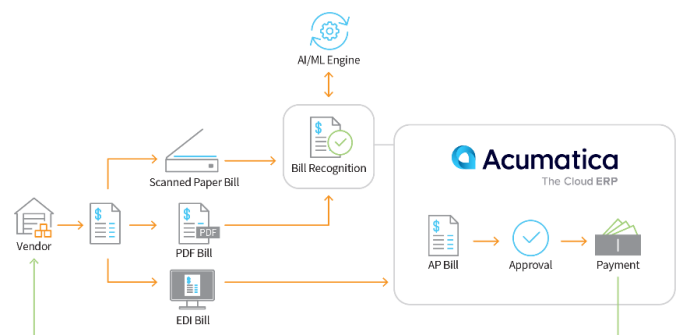 AI/ML Engine
$
Bill Recognition
Scanned Paper Bill
Acumatica
The Cloud ERP
$
Vendor
$
PDF
PDF Bill
$
AP Bill
Approval
Payment
$
EDI Bill